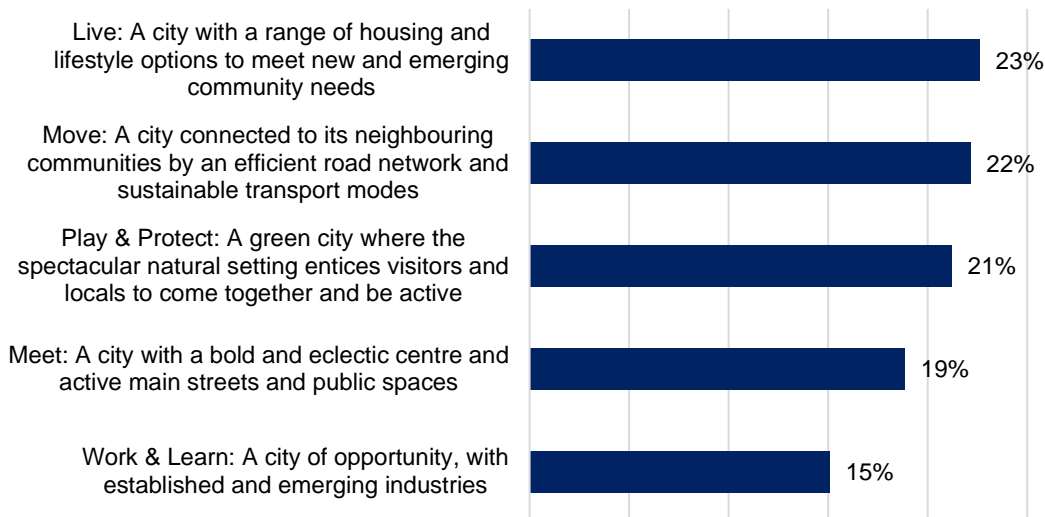 Live: A city with a range of housing and
lifestyle options to meet new and emerging
community needs
23%
Move: A city connected to its neighbouring
communities by an efficient road network and
sustainable transport modes
22%
Play & Protect: A green city where the
spectacular natural setting entices visitors and
locals to come together and be active
21%
Meet: A city with a bold and eclectic centre and
active main streets and public spaces
19%
Work & Learn: A city of opportunity, with
established and emerging industries
15%